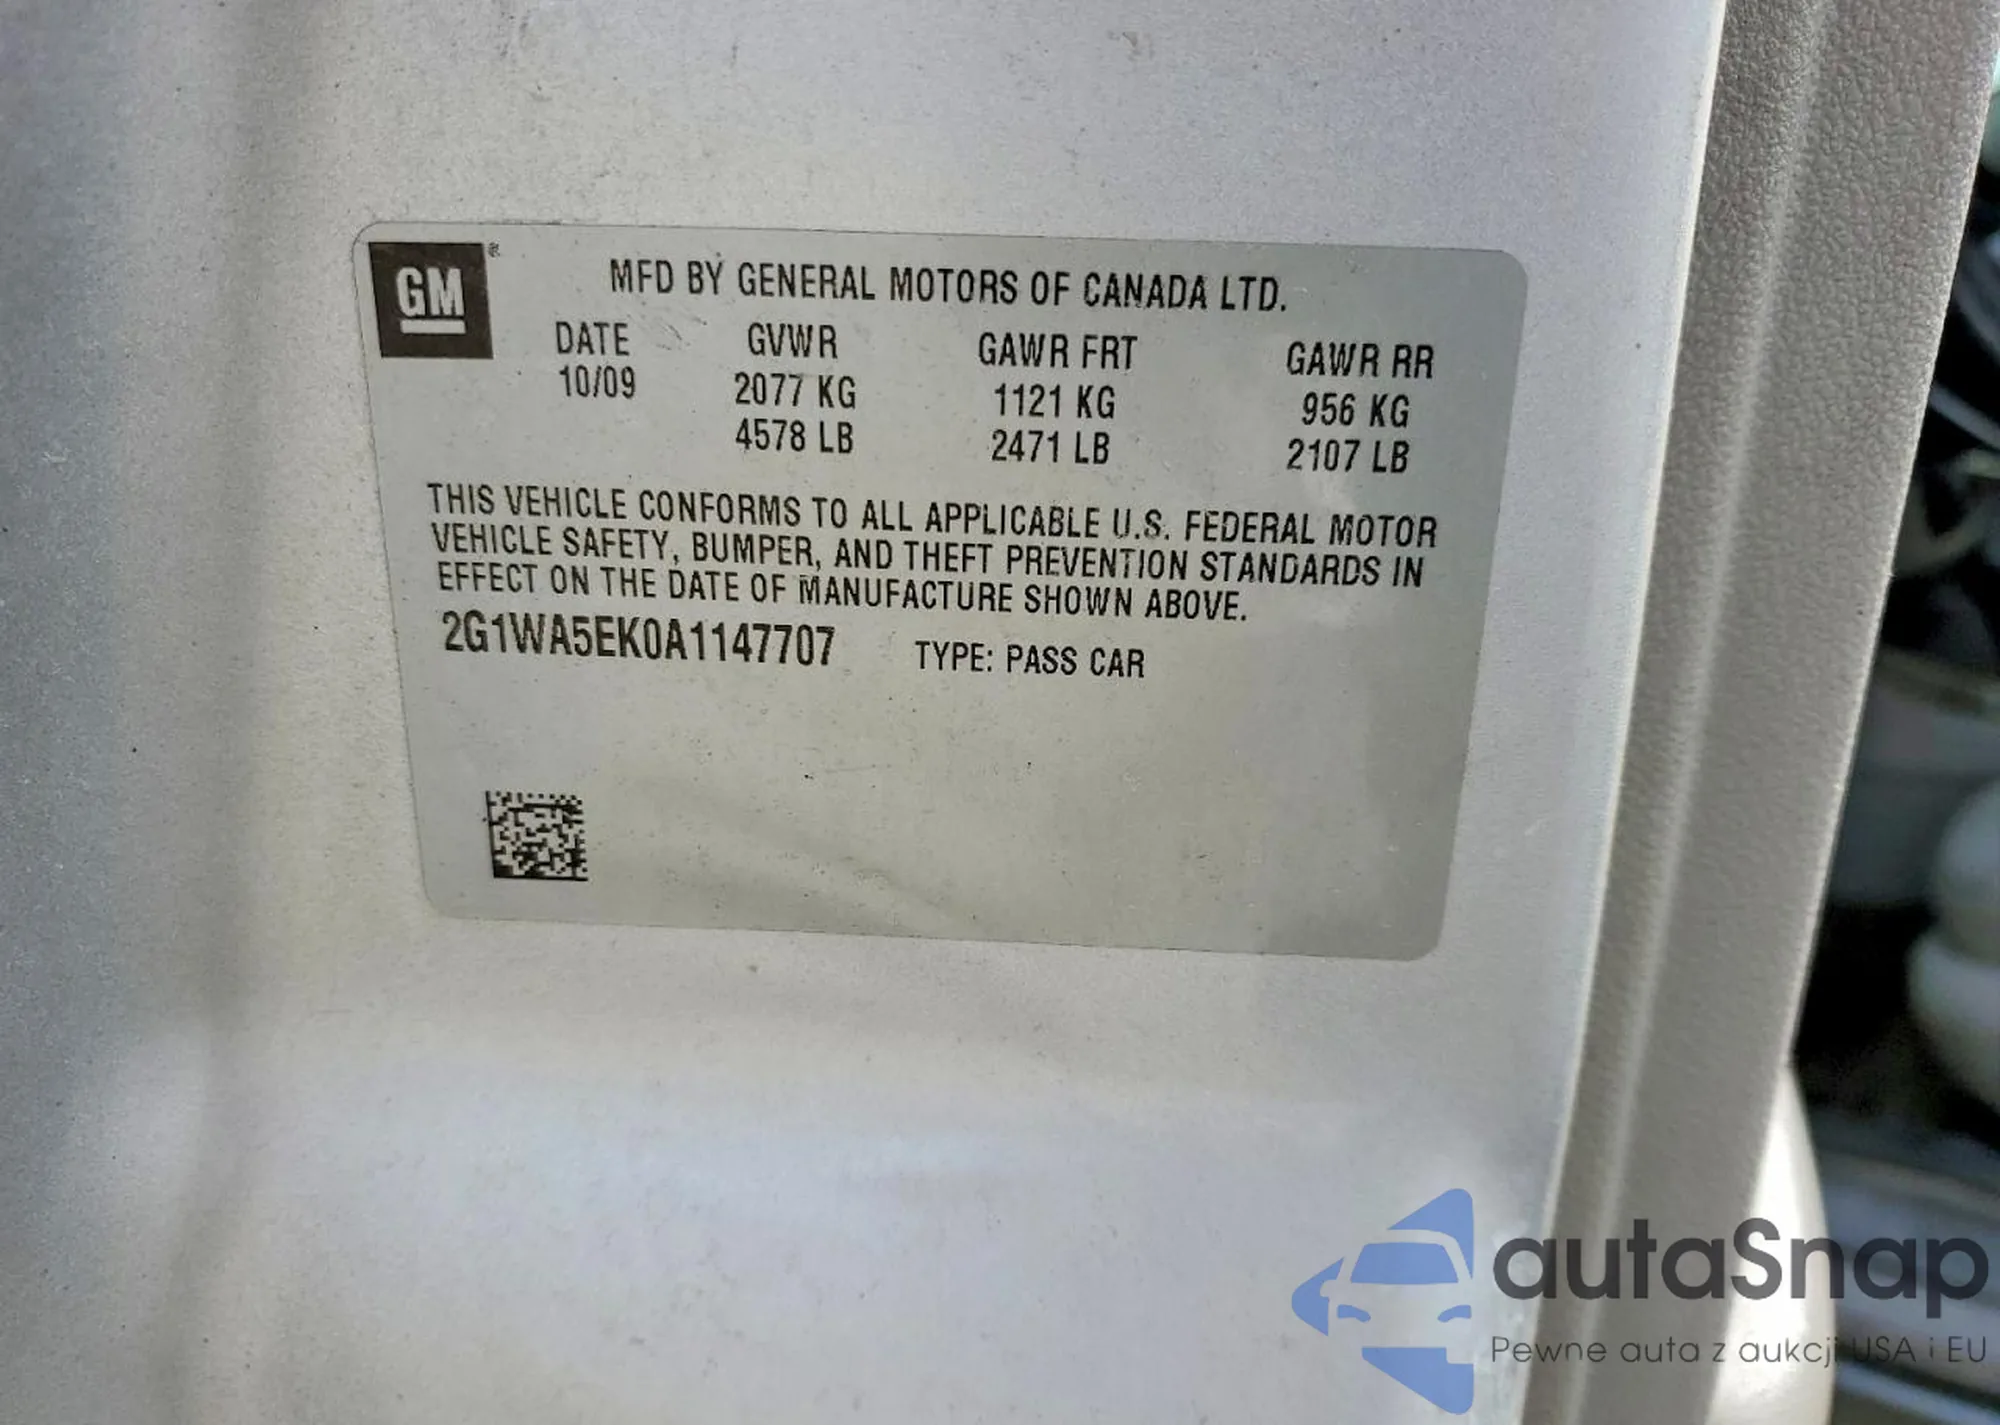 GM®
MFD BY GENERAL MOTORS OF CANADA LTD.
DATE GVWR GAWR FRT GAWR RR
10/09 2077 KG 1121 KG 956 KG
4578 LB 2471 LB 2107 LB
THIS VEHICLE CONFORMS TO ALL APPLICABLE U.S. FEDERAL MOTOR
VEHICLE SAFETY, BUMPER, AND THEFT PREVENTION STANDARDS IN
EFFECT ON THE DATE OF MANUFACTURE SHOWN ABOVE.
2G1WA5EK0A1147707 TYPE: PASS CAR
autaSnap
Pewne auta z aukcji USA i EU